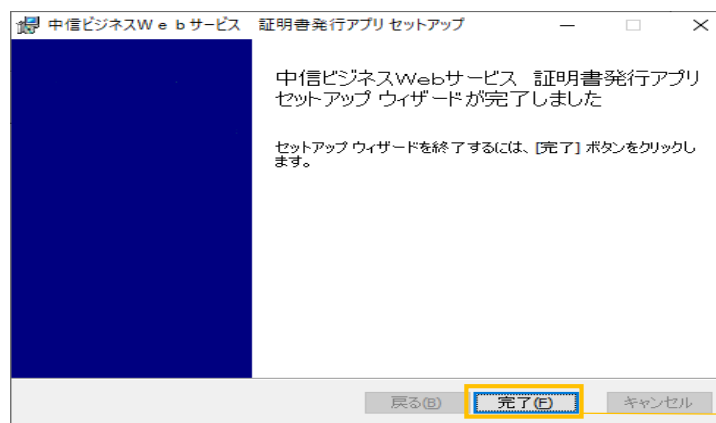 中信ビジネスWｅｂサービス 証明書発行アプリ セットアップ
中信ビジネスWebサービス 証明書発行アプリ
セットアップ ウィザードが完了しました
セットアップ ウィザードを終了するには、[完了] ボタンをクリックし
ます。
戻る(B) 完了(F) キャンセル